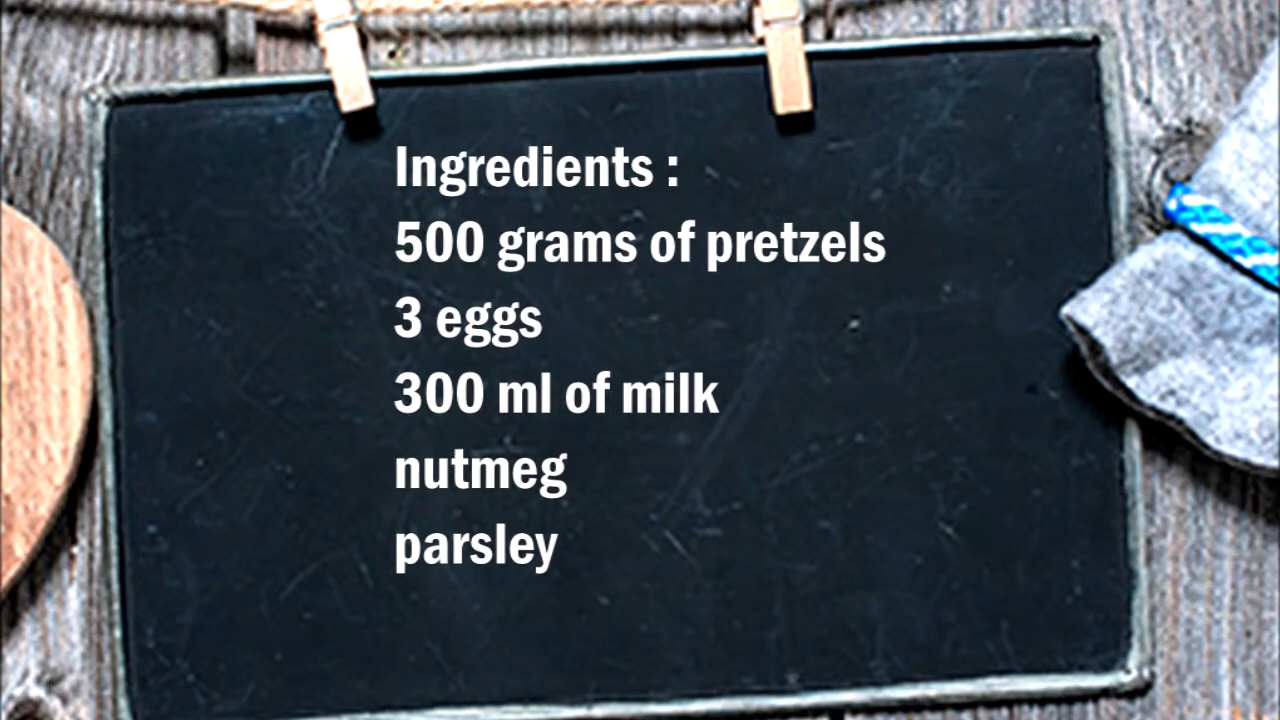 Ingredients :
500 grams of pretzels
3 eggs
300 ml of milk
nutmeg
parsley